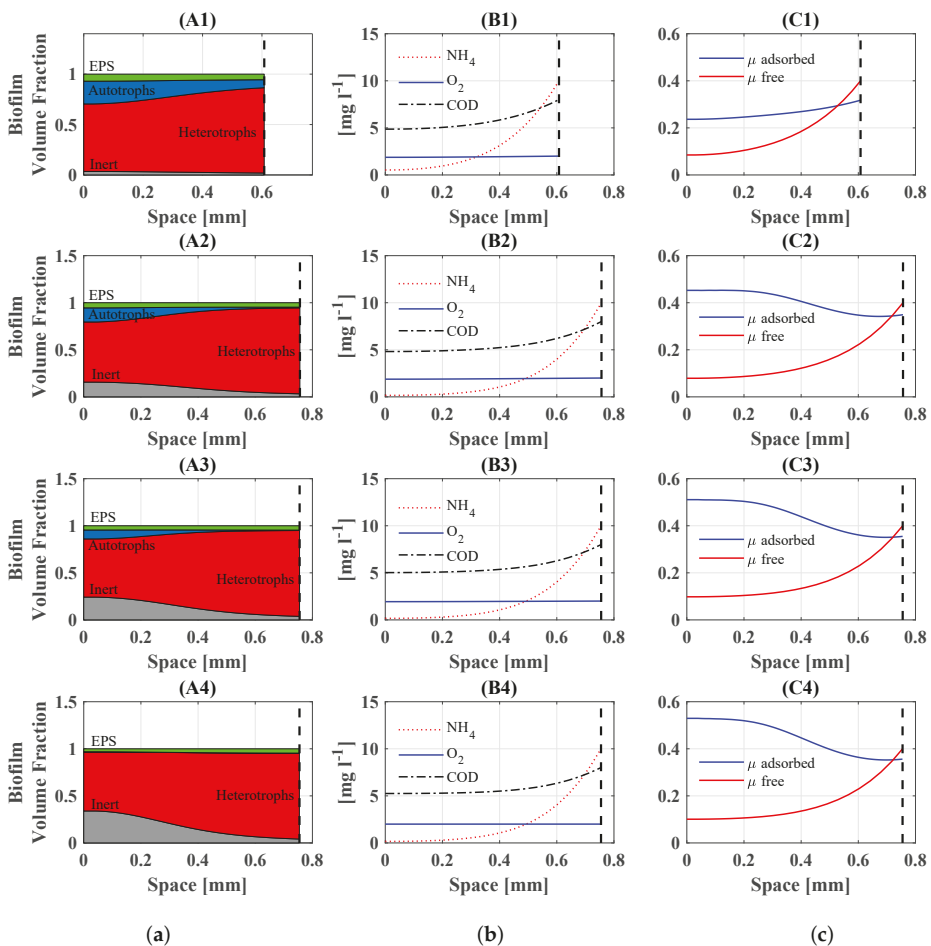 (A1) (B1) (C1)
Biofilm
Volume Fraction
1
0.5
0
0 0.2 0.4 0.6
Space [mm]
EPS
Autotrophs
Heterotrophs
Inert
[mg l-1]
15
10
5
0
0 0.2 0.4 0.6 0.8
Space [mm]
NH4
O2
COD
0.6
0.4
0.2
0
0 0.2 0.4 0.6 0.8
Space [mm]
μ adsorbed
μ free
(A2) (B2) (C2)
Biofilm
Volume Fraction
1.5
1
0.5
0
0 0.2 0.4 0.6 0.8
Space [mm]
EPS
Autotrophs
Heterotrophs
Inert
[mg l-1]
15
10
5
0
0 0.2 0.4 0.6 0.8
Space [mm]
NH4
O2
COD
0.6
0.4
0.2
0
0 0.2 0.4 0.6 0.8
Space [mm]
μ adsorbed
μ free
(A3) (B3) (C3)
Biofilm
Volume Fraction
1.5
1
0.5
0
0 0.2 0.4 0.6 0.8
Space [mm]
EPS
Autotrophs
Heterotrophs
Inert
[mg l-1]
15
10
5
0
0 0.2 0.4 0.6 0.8
Space [mm]
NH4
O2
COD
0.6
0.4
0.2
0
0 0.2 0.4 0.6 0.8
Space [mm]
μ adsorbed
μ free
(A4) (B4) (C4)
Biofilm
Volume Fraction
1.5
1
0.5
0
0 0.2 0.4 0.6 0.8
Space [mm]
EPS
Heterotrophs
Inert
[mg l-1]
15
10
5
0
0 0.2 0.4 0.6 0.8
Space [mm]
NH4
O2
COD
0.6
0.4
0.2
0
0 0.2 0.4 0.6 0.8
Space [mm]
μ adsorbed
μ free
(a) (b) (c)